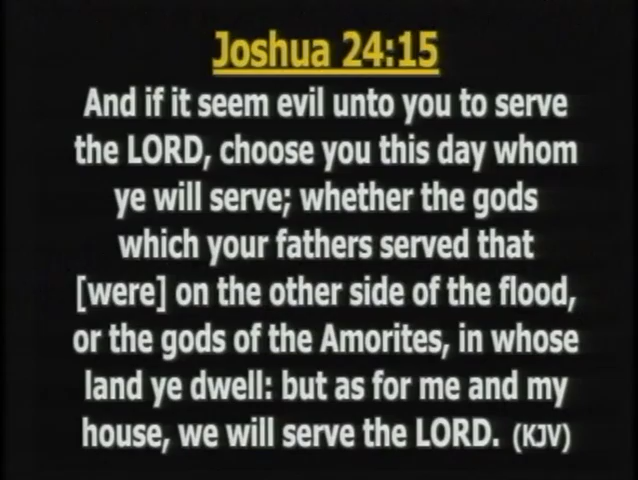 Joshua 24:15
And if it seem evil unto you to serve
the LORD, choose you this day whom
ye will serve; whether the gods
which your fathers served that
[were] on the other side of the flood,
or the gods of the Amorites, in whose
land ye dwell: but as for me and my
house, we will serve the LORD. (KJV)